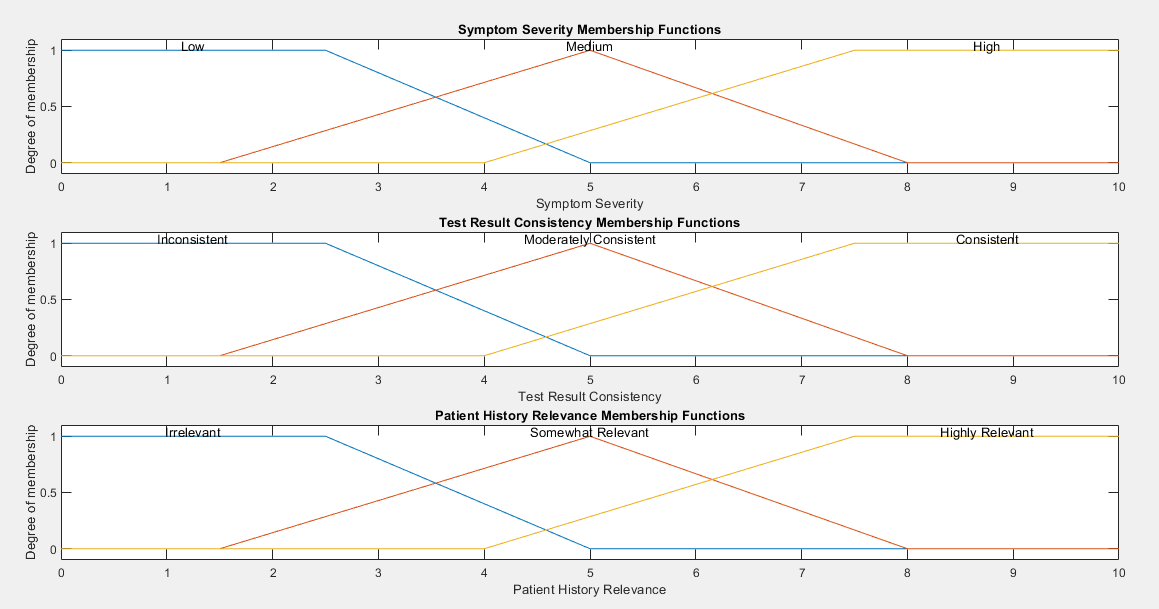 Symptom Severity Membership Functions
Low Medium High
Degree of membership
1
0.5
0
0 1 2 3 4 5 6 7 8 9 10
Symptom Severity
Test Result Consistency Membership Functions
Inconsistent Moderately Consistent Consistent
Degree of membership
1
0.5
0
0 1 2 3 4 5 6 7 8 9 10
Test Result Consistency
Patient History Relevance Membership Functions
Irrelevant Somewhat Relevant Highly Relevant
Degree of membership
1
0.5
0
0 1 2 3 4 5 6 7 8 9 10
Patient History Relevance